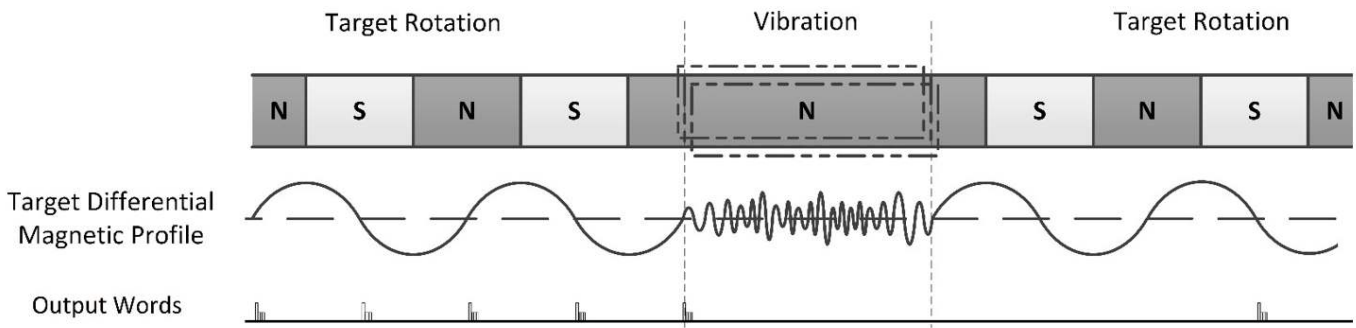 Target Rotation Vibration Target Rotation
N S N S N S N S N
Target Differential
Magnetic Profile
Output Words